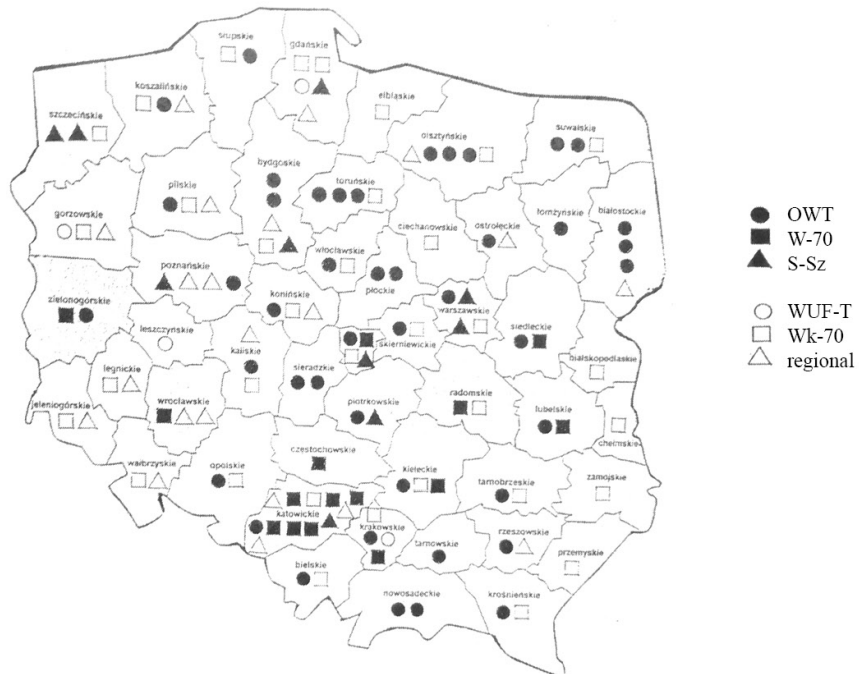 słupskie
gdańskie
koszalińskie
elbląskie
szczecińskie
olsztyńskie
suwalskie
bydgoskie
pilskie
toruńskie
gorzowskie
ciechanowskie
ostrołęckie
łomżyńskie
białostockie
włocławskie
poznańskie
płockie
konińskie
zielonogórskie
warszawskie
leszczyńskie
skierniewickie
siedleckie
kaliskie
bialskopodlaskie
legnickie
sieradzkie
jeleniogórskie
wrocławskie
piotrkowskie
radomskie
lubelskie
chełmskie
częstochowskie
wałbrzyskie
opolskie
kieleckie
tarnobrzeskie
zamojskie
katowickie
krakowskie
tarnowskie
rzeszowskie
przemyskie
bielskie
nowosądeckie
krośnieńskie
OWT
W-70
S-Sz
WUF-T
Wk-70
regional